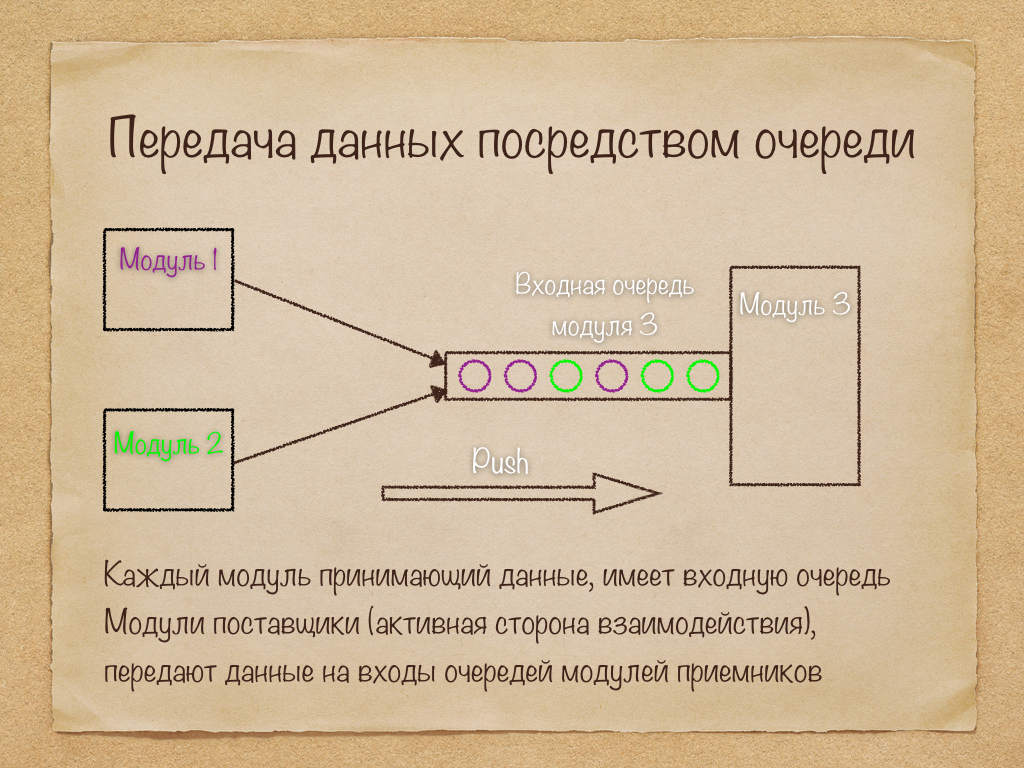 Передача данных посредством очереди
Модуль 1
Входная очередь
модуля 3
Модуль 3
Модуль 2
Push
Каждый модуль принимающий данные, имеет входную очередь
Модули поставщики (активная сторона взаимодействия),
передают данные на входы очередей модулей приемников